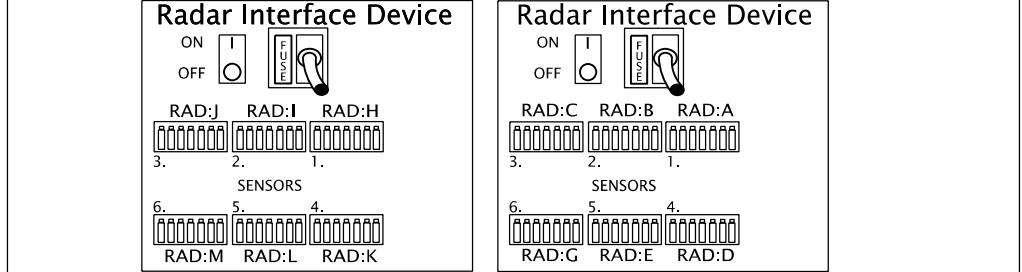 Radar Interface Device
ON
OFF
I
FUSE
RAD:J RAD:I RAD:H
3. 2. 1.
SENSORS
6. 5. 4.
RAD:M RAD:L RAD:K
Radar Interface Device
ON
OFF
I
FUSE
RAD:C RAD:B RAD:A
3. 2. 1.
SENSORS
6. 5. 4.
RAD:G RAD:E RAD:D